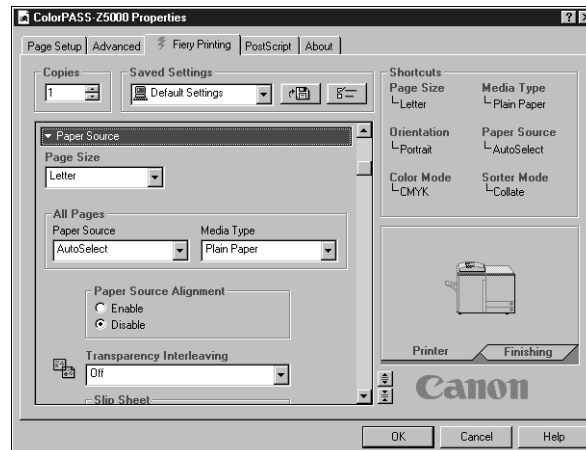 ColorPASS-Z5000 Properties
Page Setup Advanced Fiery Printing PostScript About
Copies
1
Saved Settings
Default Settings
Paper Source
Page Size
Letter
All Pages
Paper Source Media Type
AutoSelect Plain Paper
Paper Source Alignment
Enable
Disable
Transparency Interleaving
Off
Slip Sheet
Shortcuts
Page Size Media Type
Letter Plain Paper
Orientation Paper Source
Portrait AutoSelect
Color Mode Sorter Mode
CMYK Collate
Printer Finishing
Canon
OK Cancel Help